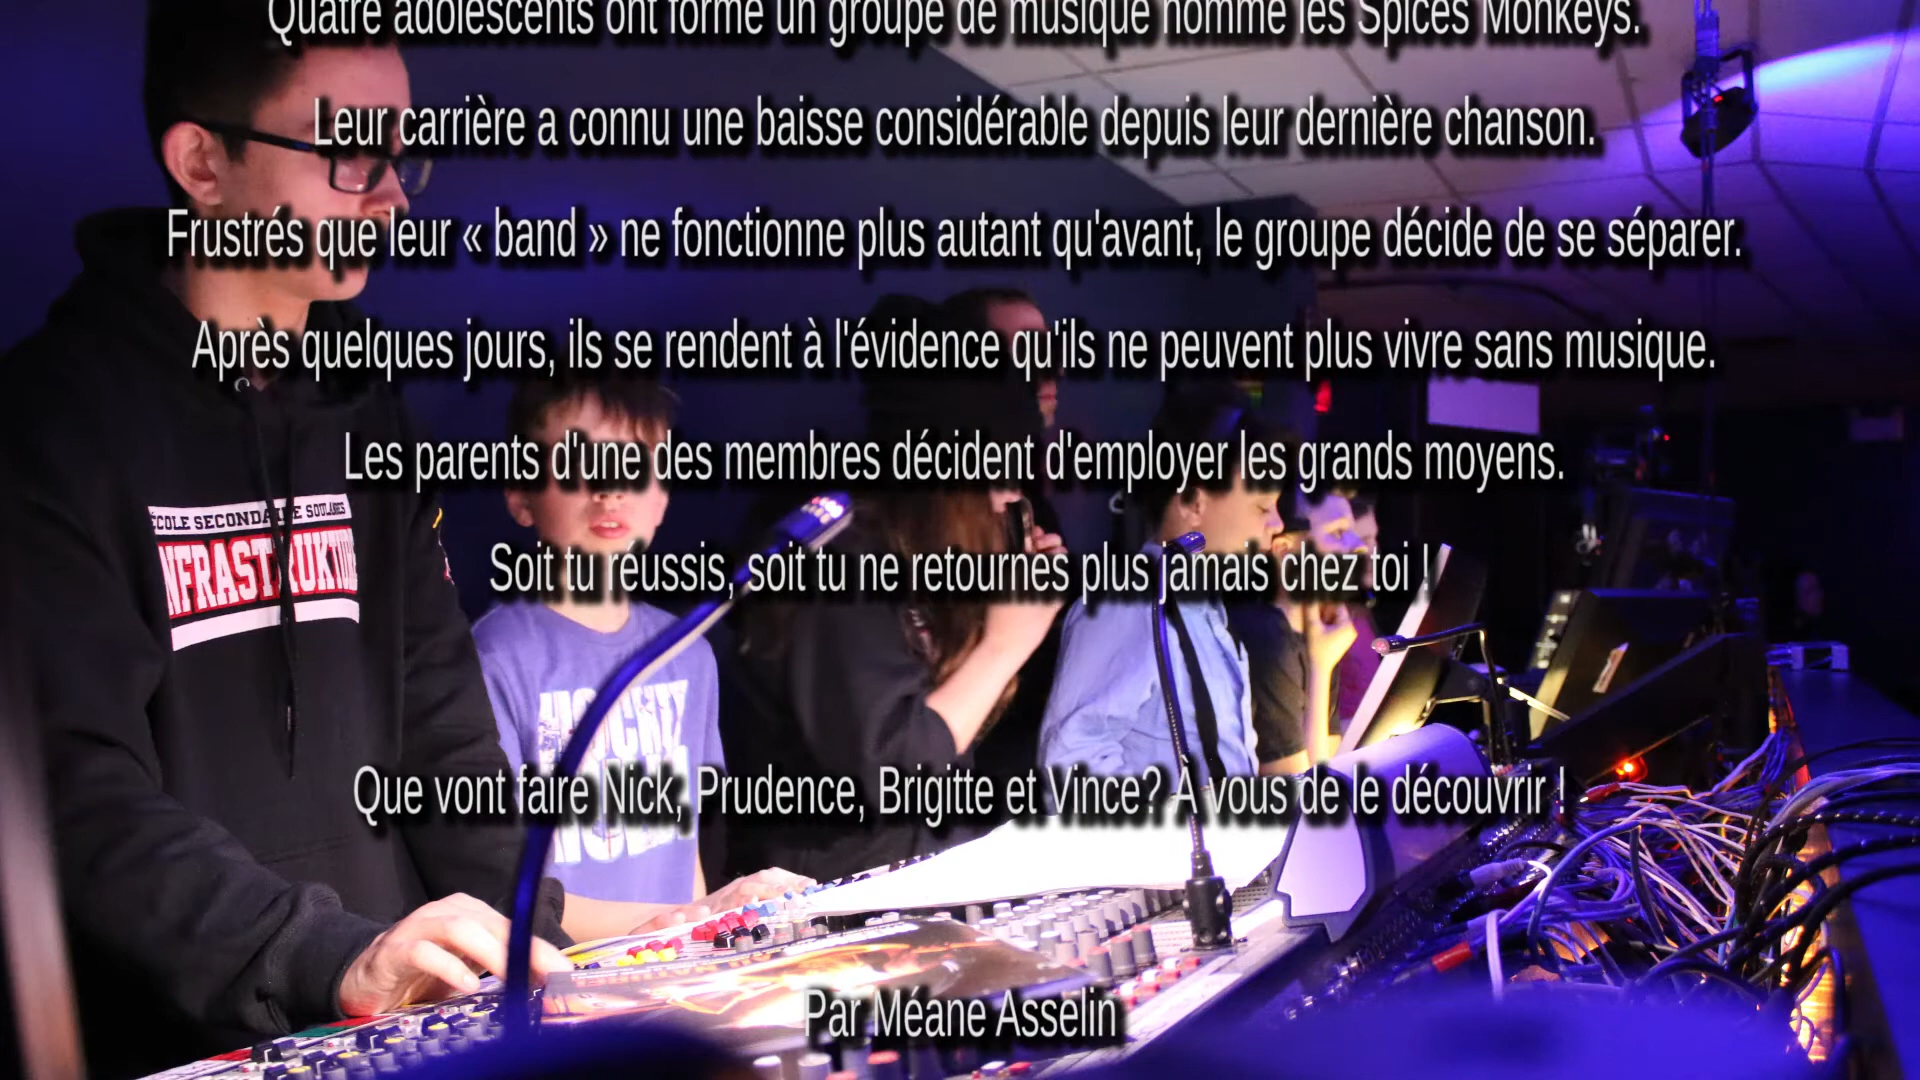 Quatre adolescents ont formé un groupe de musique nommé les Spices Monkeys.
Leur carrière a connu une baisse considérable depuis leur dernière chanson.
Frustrés que leur « band » ne fonctionne plus autant qu'avant, le groupe décide de se séparer.
Après quelques jours, ils se rendent à l'évidence qu'ils ne peuvent plus vivre sans musique.
Les parents d'une des membres décident d'employer les grands moyens.
Soit tu réussis, soit tu ne retournes plus jamais chez toi !
Que vont faire Nick, Prudence, Brigitte et Vince? À vous de le découvrir !
Par Méane Asselin
ÉCOLE SECONDAIRE SOULANGES